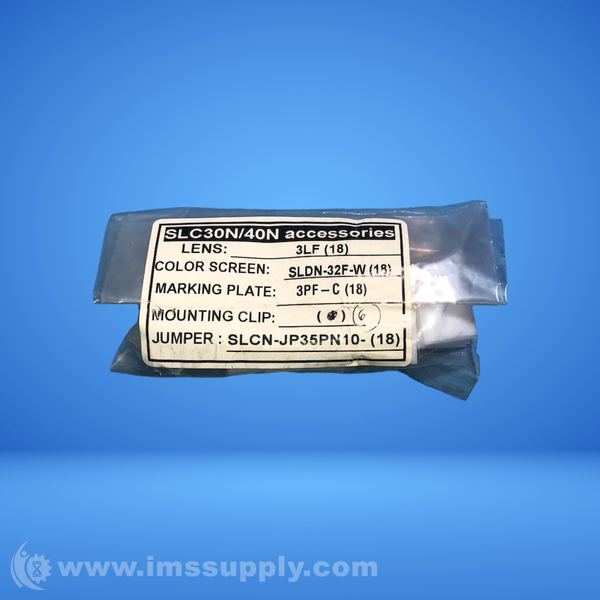 SLC30N/40N accessories
LENS: 3LF (18)
COLOR SCREEN: SLDN-32F-W (18)
MARKING PLATE: 3PF-C (18)
MOUNTING CLIP: ( ) 6
JUMPER : SLCN-JP35PN10- (18)
www.imssupply.com